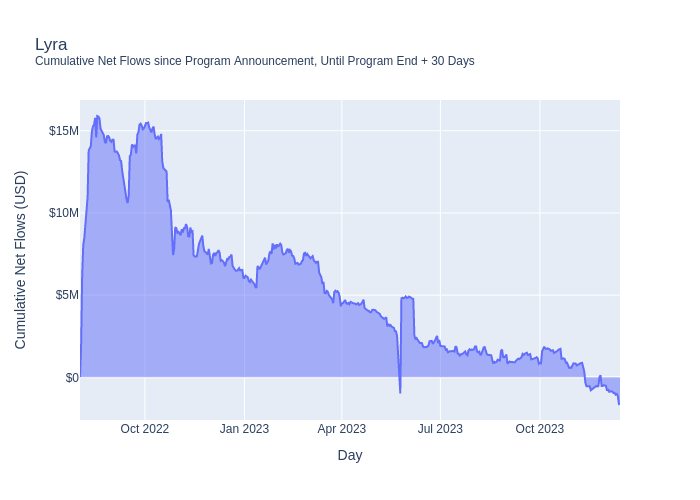 Lyra
Cumulative Net Flows since Program Announcement, Until Program End + 30 Days
Cumulative Net Flows (USD)
$15M
$10M
$5M
$0
Oct 2022
Jan 2023
Apr 2023
Jul 2023
Oct 2023
Day